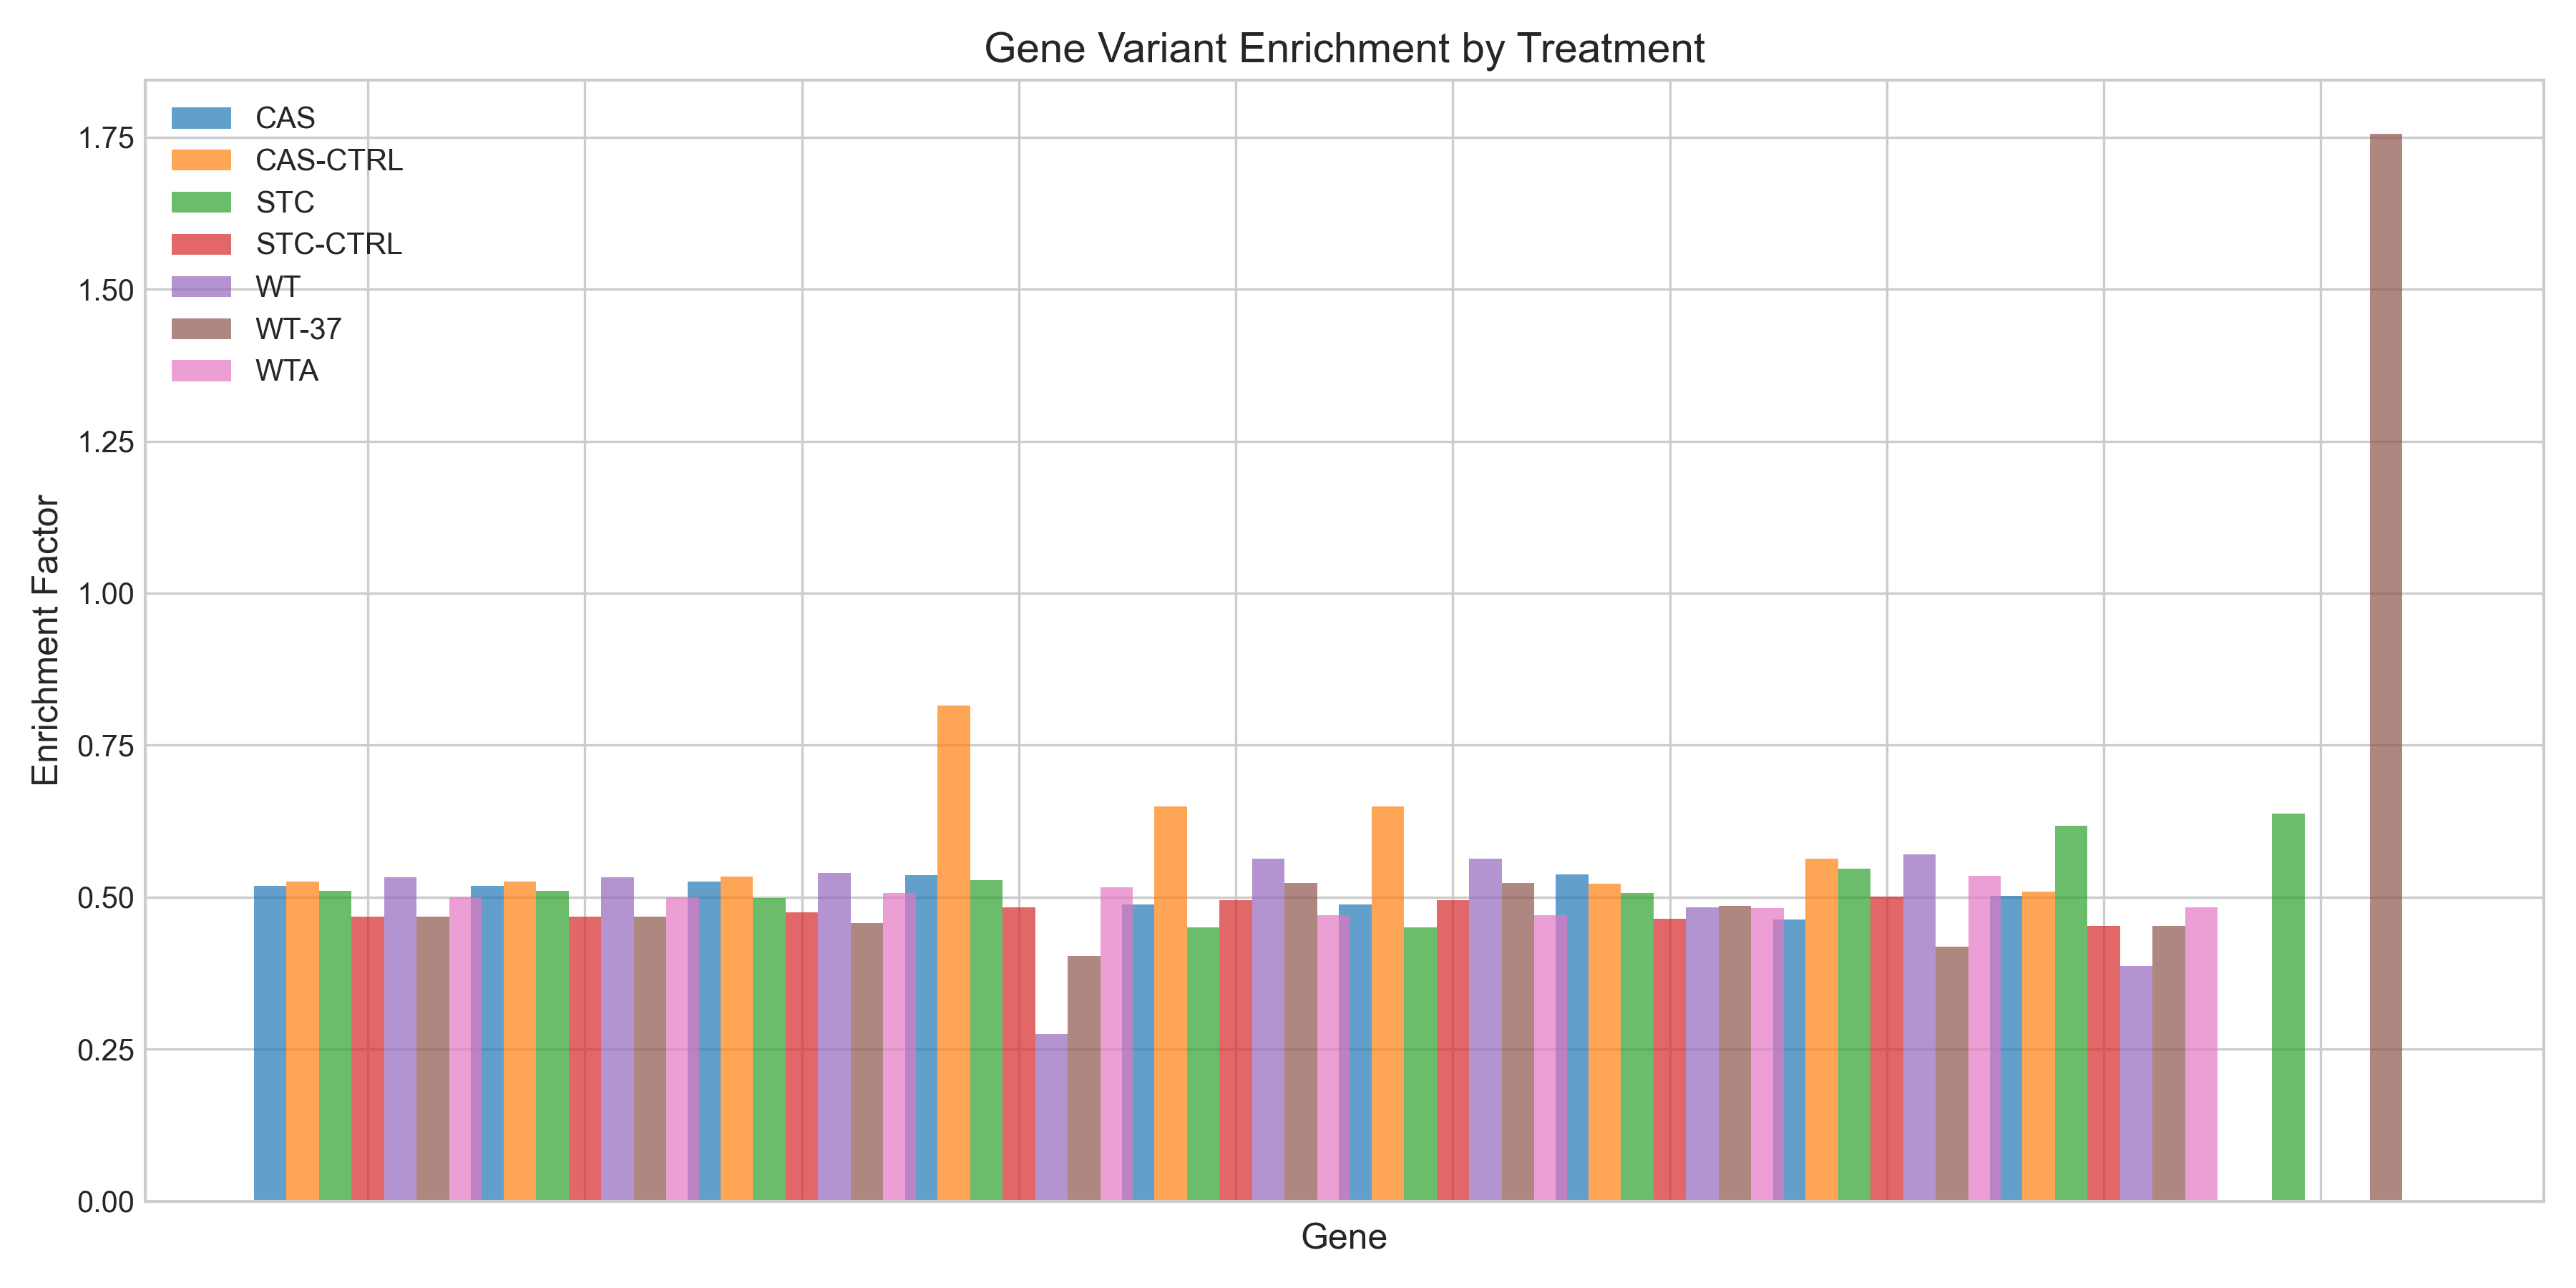 Gene Variant Enrichment by Treatment
CAS
CAS-CTRL
STC
STC-CTRL
WT
WT-37
WTA
1.75
1.50
1.25
1.00
0.75
0.50
0.25
0.00
Enrichment Factor
Gene